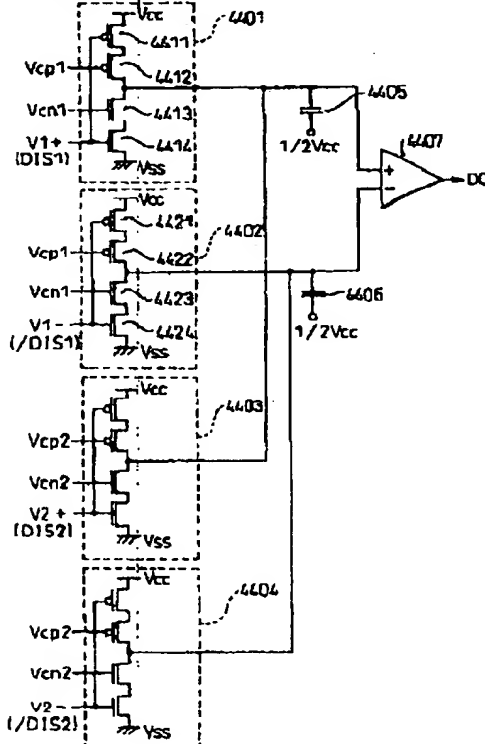 Vcc
4401
4411
Vcp1
4412
Vcn1
4413
V1+
4414
(DIS1)
VSS
4405
1/2Vcc
4407
+
-
DQ
Vcc
4421
4402
Vcp1
4422
Vcn1
4423
V1-
4424
(/DIS1)
VSS
4406
1/2Vcc
Vcc
4403
Vcp2
Vcn2
V2+
(DIS2)
VSS
Vcc
4404
Vcp2
Vcn2
V2-
(/DIS2)
VSS